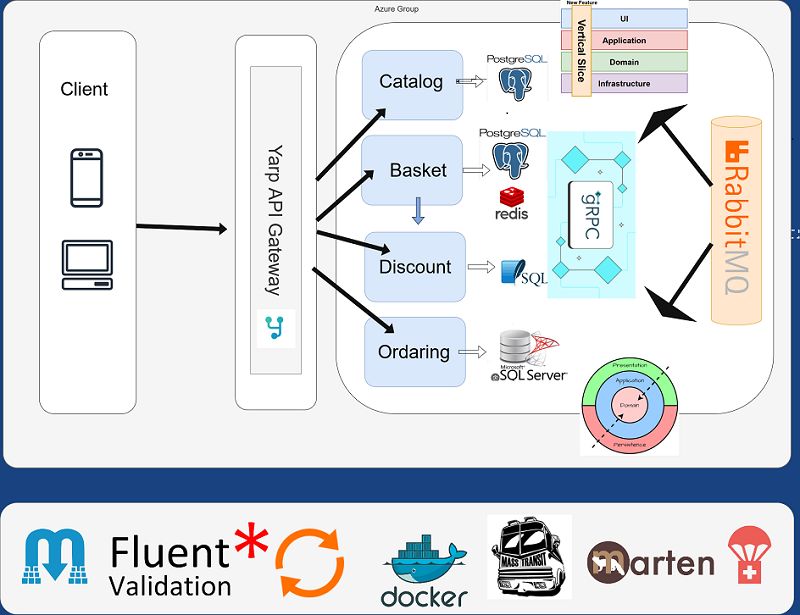 Azure Group
New Feature
UI
Application
Domain
Infrastructure
Vertical Slice
Client
Yarp API Gateway
Catalog
PostgreSQL
Basket
PostgreSQL
redis
gRPC
RabbitMQ
Discount
SQL
Ordaring
Microsoft
SQL Server
Presentation
Application
Domain
Persistence
Fluent
Validation
docker
MASS TRANSIT
marten